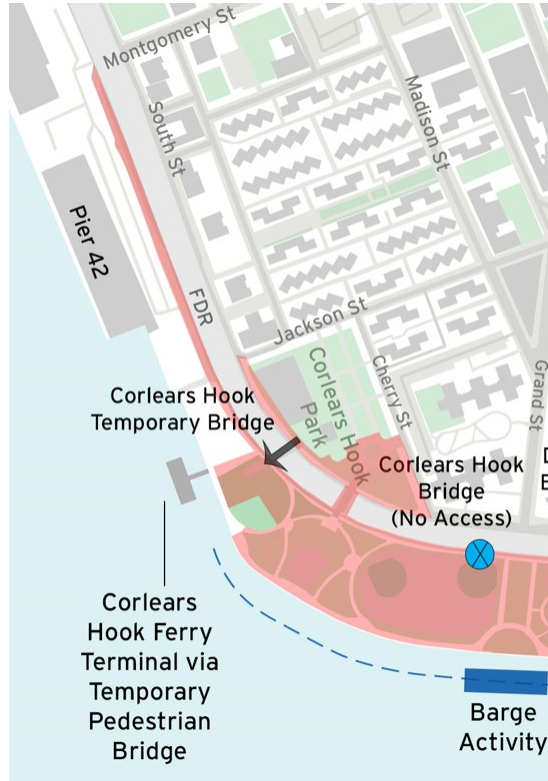 Montgomery St
South St
Madison St
Pier 42
FDR
Jackson St
Corlears Hook
Park
Cherry St
Grand St
Corlears Hook
Temporary Bridge
Corlears Hook
Bridge
(No Access)
Corlears
Hook Ferry
Terminal via
Temporary
Pedestrian
Bridge
Barge
Activity